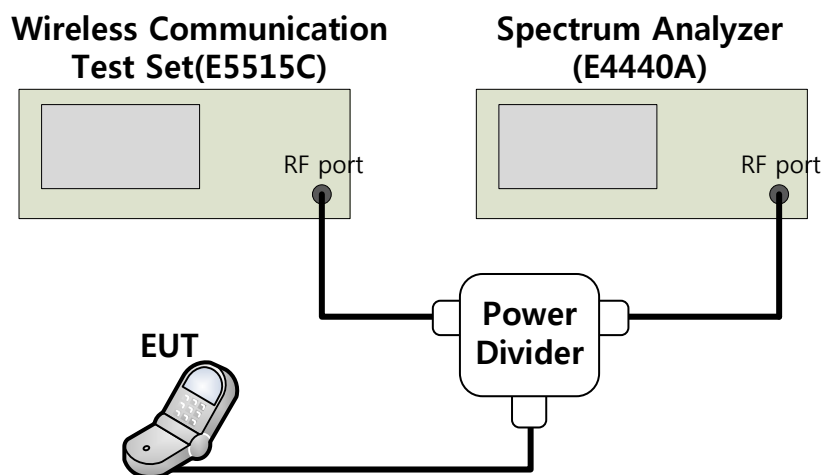 Wireless Communication
Test Set(E5515C)
Spectrum Analyzer
(E4440A)
RF port
RF port
Power
Divider
EUT